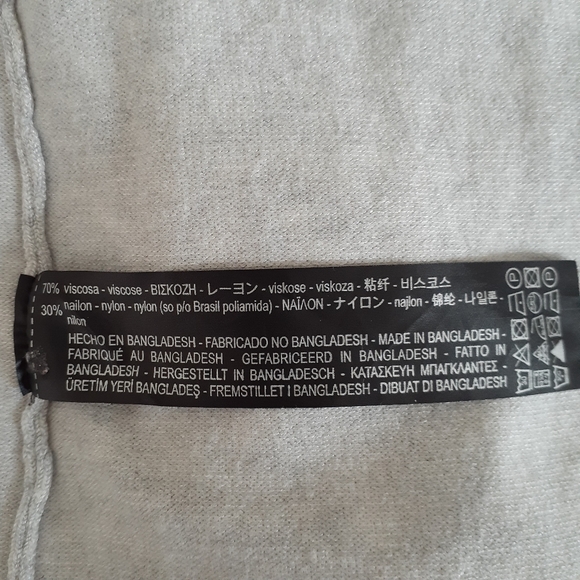 70% viscosa - viscose - ΒΙΣΚΟΖΗ - レーヨン - viskose - viskoza - 粘纤 - 비스코스
30% nailon - nylon - nylon (so p/o Brasil poliamida) - ΝΑΪΛΟΝ - ナイロン - najlon - 锦纶 - 나일론 -
nilon
HECHO EN BANGLADESH - FABRICADO NO BANGLADESH - MADE IN BANGLADESH -
FABRIQUÉ AU BANGLADESH - GEFABRICEERD IN BANGLADESH - FATTO IN
BANGLADESH - HERGESTELLT IN BANGLADESCH - ΚΑΤΑΣΚΕΥΗ ΜΠΑΓΚΛΑΝΤΕΣ -
ÜRETİM YERİ BANGLADEŞ - FREMSTILLET I BANGLADESH - DIBUAT DI BANGLADESH